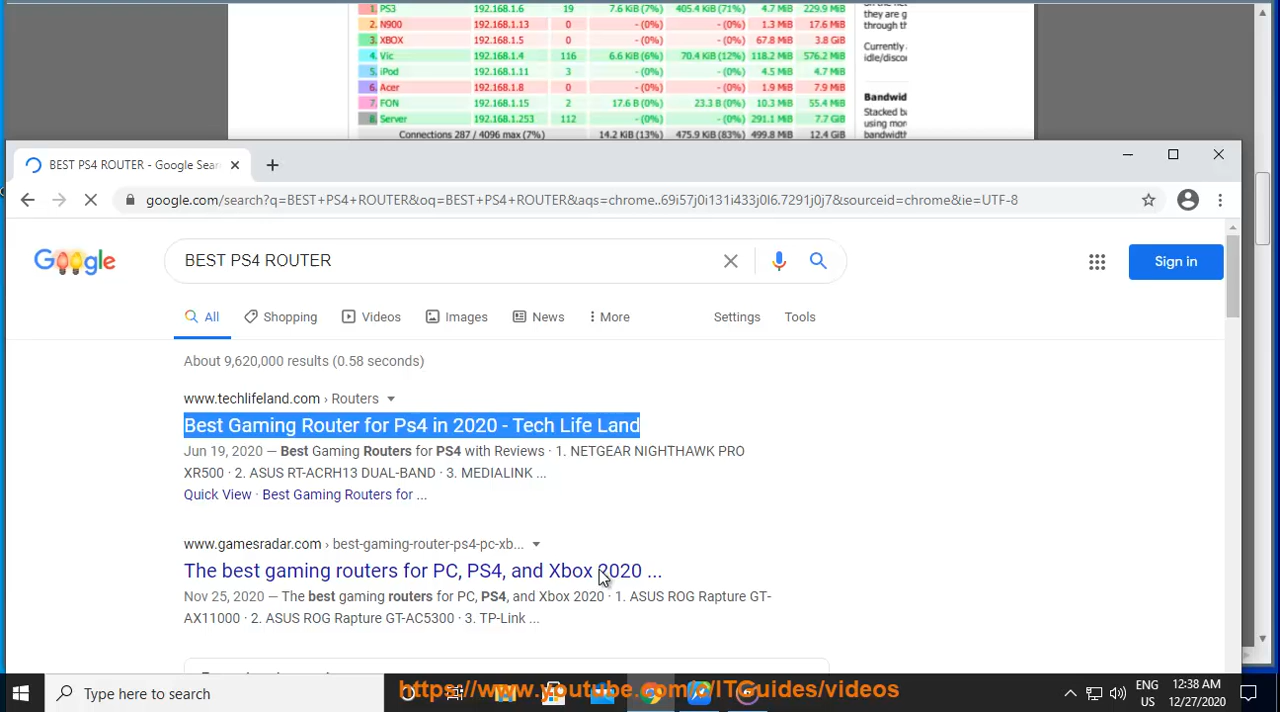 1. PS3 192.168.1.6 19 7.6 KiB (7%) 405.4 KiB (71%) 4.7 MiB 229.9 MiB
2. N900 192.168.1.13 0 - (0%) - (0%) 1.3 MiB 17.6 MiB
3. XBOX 192.168.1.5 0 - (0%) - (0%) 67.8 MiB 3.8 GiB
4. Vic 192.168.1.4 116 6.6 KiB (6%) 70.4 KiB (12%) 118.2 MiB 576.2 MiB
5. iPod 192.168.1.11 3 - (0%) - (0%) 4.5 MiB 4.7 MiB
6. Acer 192.168.1.8 0 - (0%) - (0%) 1.9 MiB 7.9 MiB
7. FON 192.168.1.15 2 17.6 B (0%) 23.3 B (0%) 10.3 MiB 55.4 MiB
8. Server 192.168.1.253 112 - (0%) - (0%) 291.1 MiB 7.7 GiB
Connections 287 / 4096 max (7%) 14.2 KiB (13%) 475.9 KiB (83%) 499.8 MiB 12.4 GiB
they are g
through th
Currently
idle/disco
Bandwid
Stacked b
using mor
bandwidth
BEST PS4 ROUTER - Google Sear
google.com/search?q=BEST+PS4+ROUTER&oq=BEST+PS4+ROUTER&aqs=chrome..69i57j0i131i433j0l6.7291j0j7&sourceid=chrome&ie=UTF-8
Google
BEST PS4 ROUTER
Sign in
All Shopping Videos Images News More Settings Tools
About 9,620,000 results (0.58 seconds)
www.techlifeland.com › Routers
Best Gaming Router for Ps4 in 2020 - Tech Life Land
Jun 19, 2020 — Best Gaming Routers for PS4 with Reviews · 1. NETGEAR NIGHTHAWK PRO
XR500 · 2. ASUS RT-ACRH13 DUAL-BAND · 3. MEDIALINK ...
Quick View · Best Gaming Routers for ...
www.gamesradar.com › best-gaming-router-ps4-pc-xb...
The best gaming routers for PC, PS4, and Xbox 2020 ...
Nov 25, 2020 — The best gaming routers for PC, PS4, and Xbox 2020 · 1. ASUS ROG Rapture GT-
AX11000 · 2. ASUS ROG Rapture GT-AC5300 · 3. TP-Link ...
Type here to search
https://www.youtube.com/c/ITGuides/videos
ENG
US
12:38 AM
12/27/2020